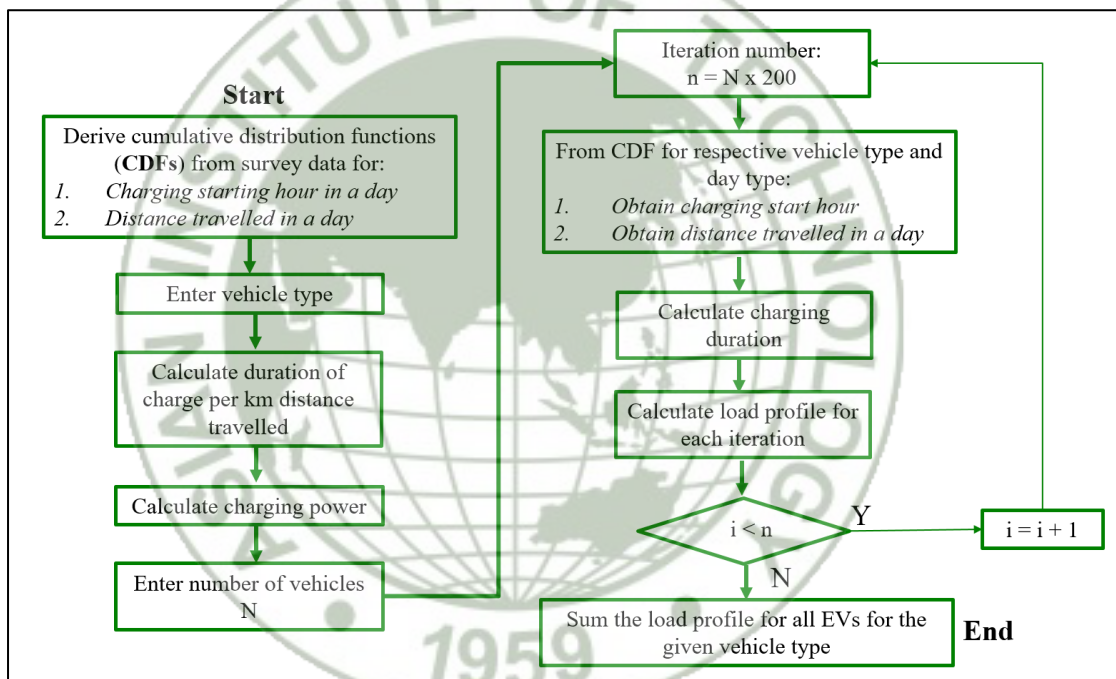 Start
Derive cumulative distribution functions
(CDFs) from survey data for:
1. Charging starting hour in a day
2. Distance travelled in a day
Enter vehicle type
Calculate duration of
charge per km distance
travelled
Calculate charging power
Enter number of vehicles
N
Iteration number:
n = N x 200
From CDF for respective vehicle type and
day type:
1. Obtain charging start hour
2. Obtain distance travelled in a day
Calculate charging
duration
Calculate load profile for
each iteration
i < n
Y
i = i + 1
N
Sum the load profile for all EVs for the
given vehicle type
End
ASIAN INSTITUTE OF TECHNOLOGY
1959